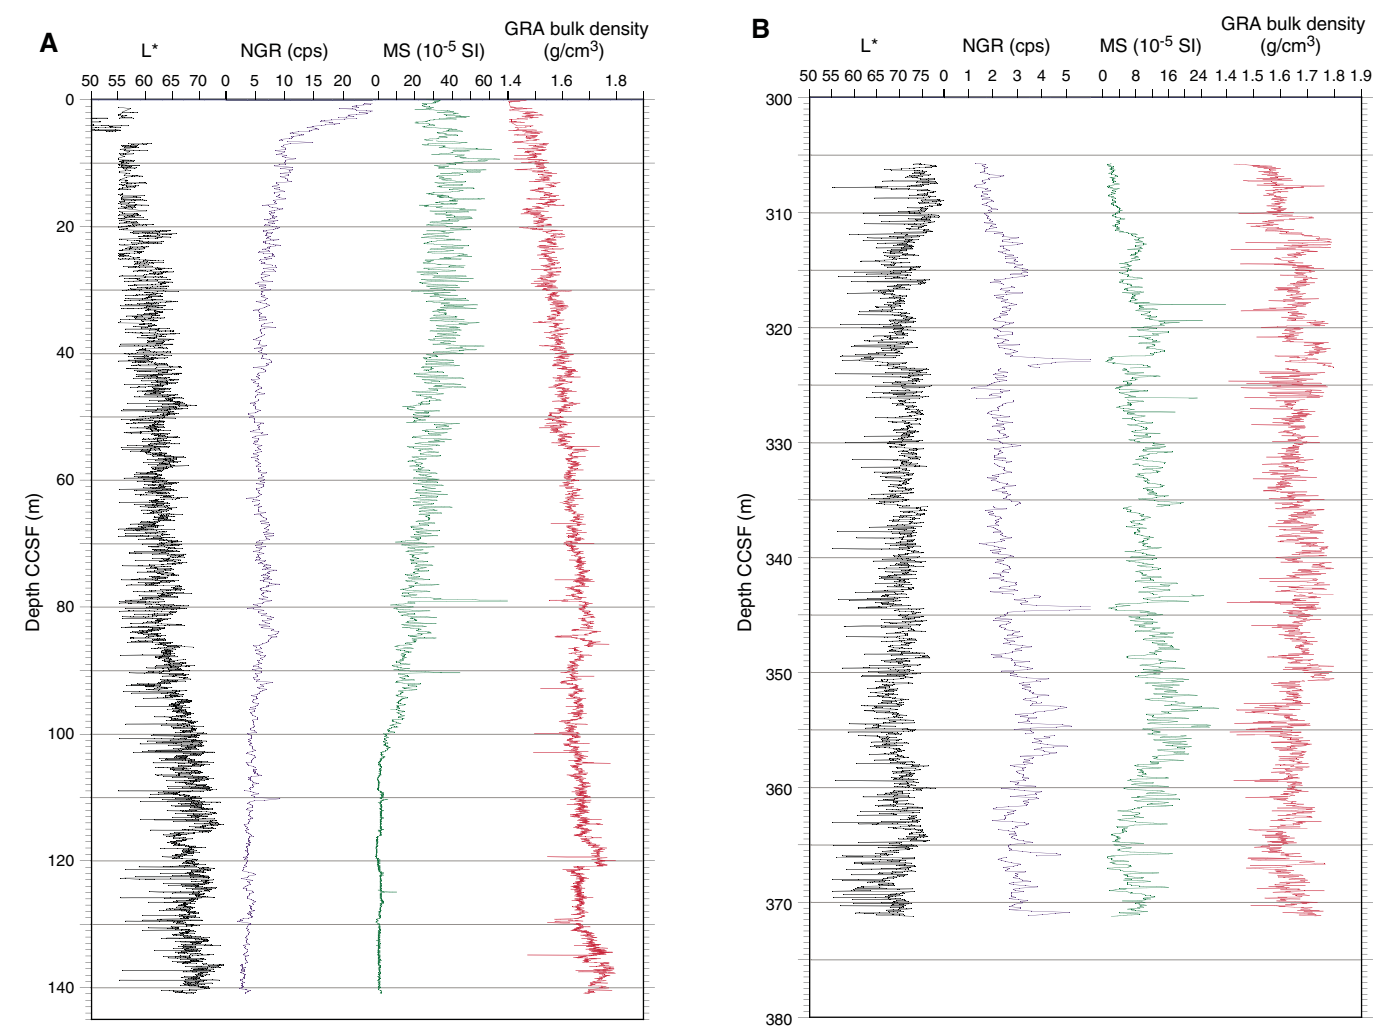 A
L*
NGR (cps)
MS (10-5 SI)
GRA bulk density
(g/cm3)
50 55 60 65 70 0 5 10 15 20 0 20 40 60 1.4 1.6 1.8
0
20
40
60
80
100
120
140
Depth CCSF (m)
B
L*
NGR (cps)
MS (10-5 SI)
GRA bulk density
(g/cm3)
50 55 60 65 70 75 0 1 2 3 4 5 0 8 16 24 1.4 1.5 1.6 1.7 1.8 1.9
300
310
320
330
340
350
360
370
380
Depth CCSF (m)